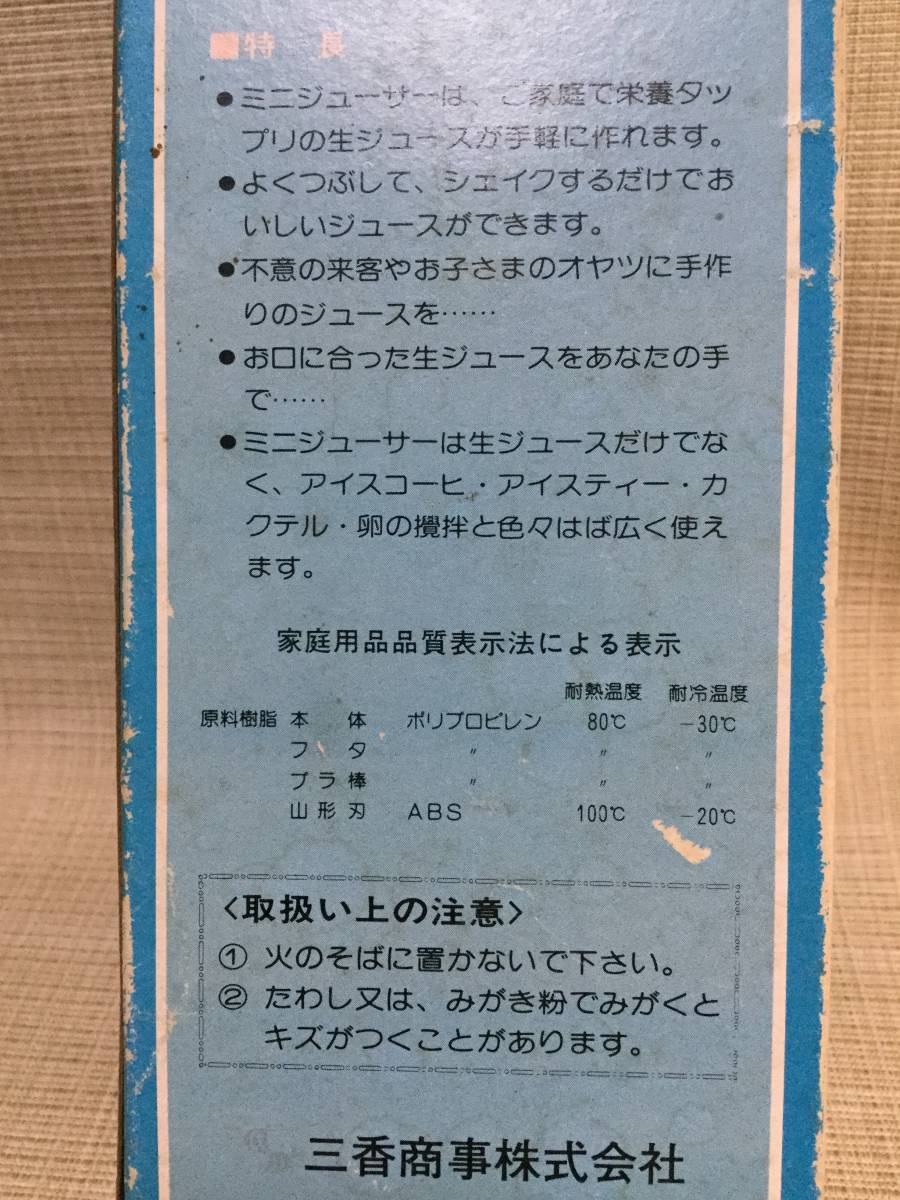 ■特 長
●ミニジューサーは、ご家庭で栄養タッ
プリの生ジュースが手軽に作れます。
●よくつぶして、シェイクするだけでお
いしいジュースができます。
●不意の来客やお子さまのオヤツに手作
りのジュースを……
●お口に合った生ジュースをあなたの手
で……
●ミニジューサーは生ジュースだけでな
く、アイスコーヒ・アイスティー・カ
クテル・卵の攪拌と色々はば広く使え
ます。
家庭用品品質表示法による表示
耐熱温度 耐冷温度
原料樹脂 本 体 ポリプロピレン 80℃ −30℃
フ タ 〃 〃 〃
プラ棒 〃 〃 〃
山形刃 ABS 100℃ −20℃
〈取扱い上の注意〉
① 火のそばに置かないで下さい。
② たわし又は、みがき粉でみがくと
キズがつくことがあります。
三香商事株式会社